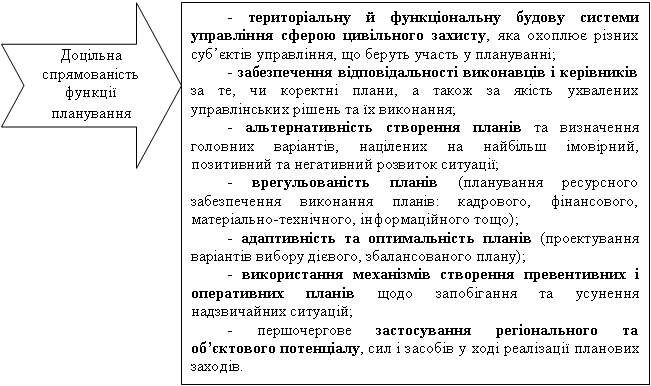 Доцільна
спрямованість
функції
планування
- територіальну й функціональну будову системи
управління сферою цивільного захисту, яка охоплює різних
суб’єктів управління, що беруть участь у плануванні;
- забезпечення відповідальності виконавців і керівників
за те, чи коректні плани, а також за якість ухвалених
управлінських рішень та їх виконання;
- альтернативність створення планів та визначення
головних варіантів, націлених на найбільш імовірний,
позитивний та негативний розвиток ситуації;
- врегульованість планів (планування ресурсного
забезпечення виконання планів: кадрового, фінансового,
матеріально-технічного, інформаційного тощо);
- адаптивність та оптимальність планів (проектування
варіантів вибору дієвого, збалансованого плану);
- використання механізмів створення превентивних і
оперативних планів щодо запобігання та усунення
надзвичайних ситуацій;
- першочергове застосування регіонального та
об’єктового потенціалу, сил і засобів у ході реалізації планових
заходів.